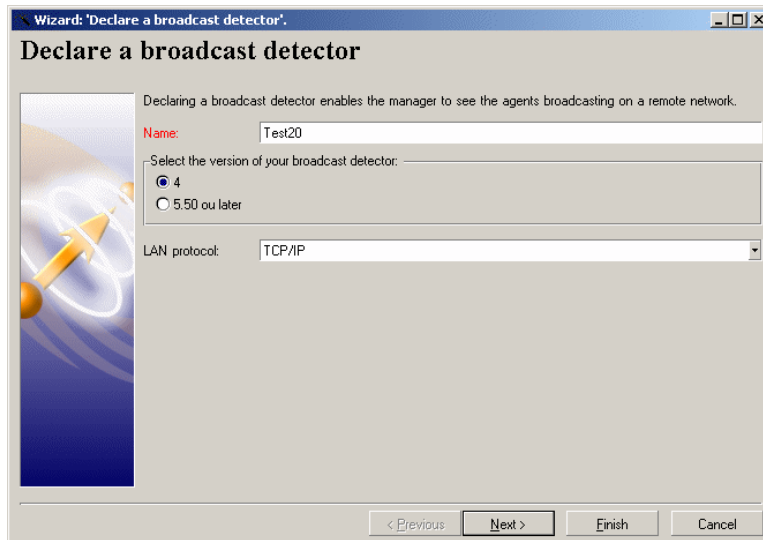 Wizard: 'Declare a broadcast detector'.
Declare a broadcast detector
Declaring a broadcast detector enables the manager to see the agents broadcasting on a remote network.
Name: Test20
Select the version of your broadcast detector:
4
5.50 ou later
LAN protocol: TCP/IP
< Previous Next > Finish Cancel